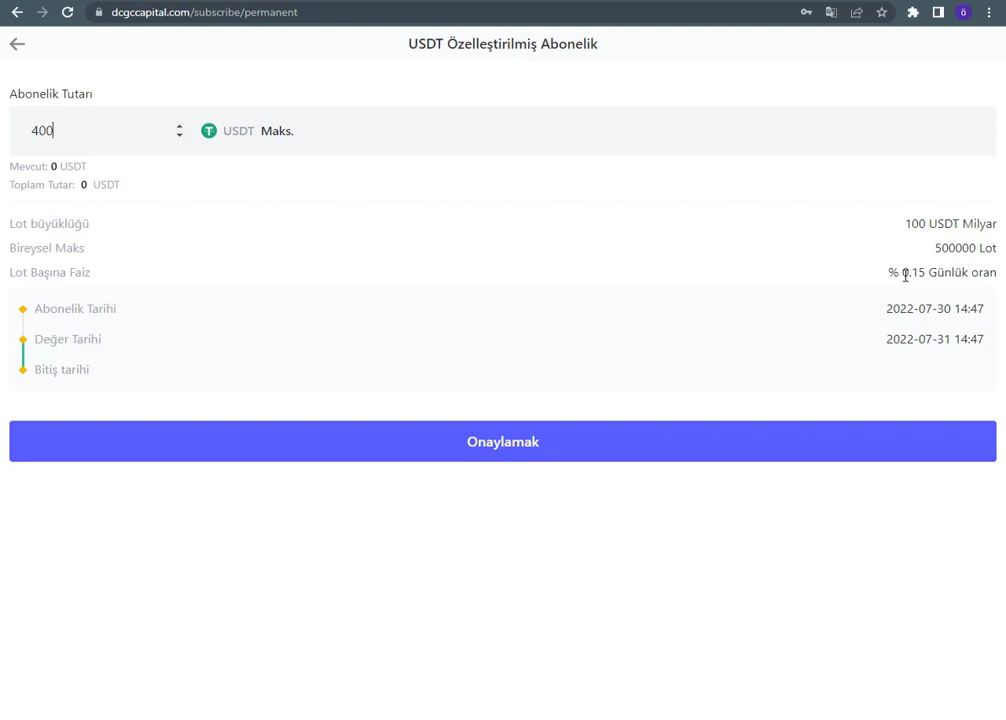 dcgccapital.com/subscribe/permanent
ö
USDT Özelleştirilmiş Abonelik
Abonelik Tutarı
400 USDT Maks.
Mevcut: 0 USDT
Toplam Tutar: 0 USDT
Lot büyüklüğü 100 USDT Milyar
Bireysel Maks 500000 Lot
Lot Başına Faiz % 0.15 Günlük oran
Abonelik Tarihi 2022-07-30 14:47
Değer Tarihi 2022-07-31 14:47
Bitiş tarihi
Onaylamak